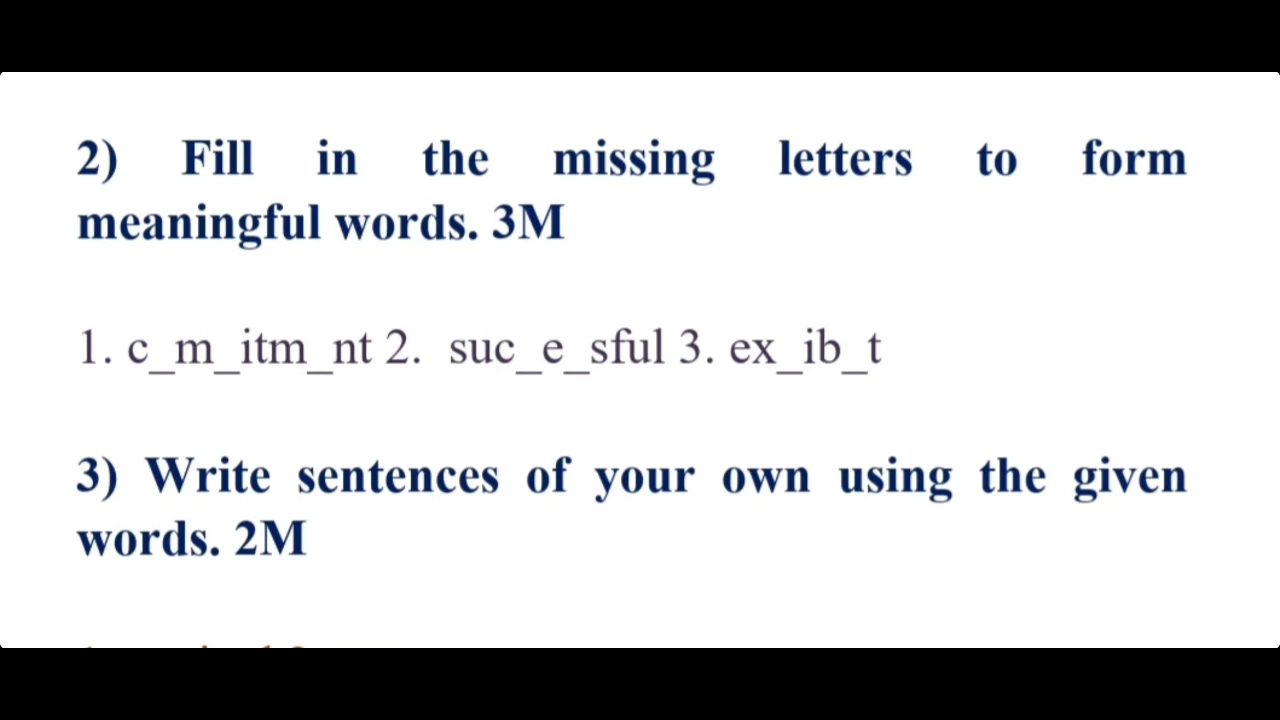 2) Fill in the missing letters to form
meaningful words. 3M
1. c_m_itm_nt 2. suc_e_sful 3. ex_ib_t
3) Write sentences of your own using the given
words. 2M